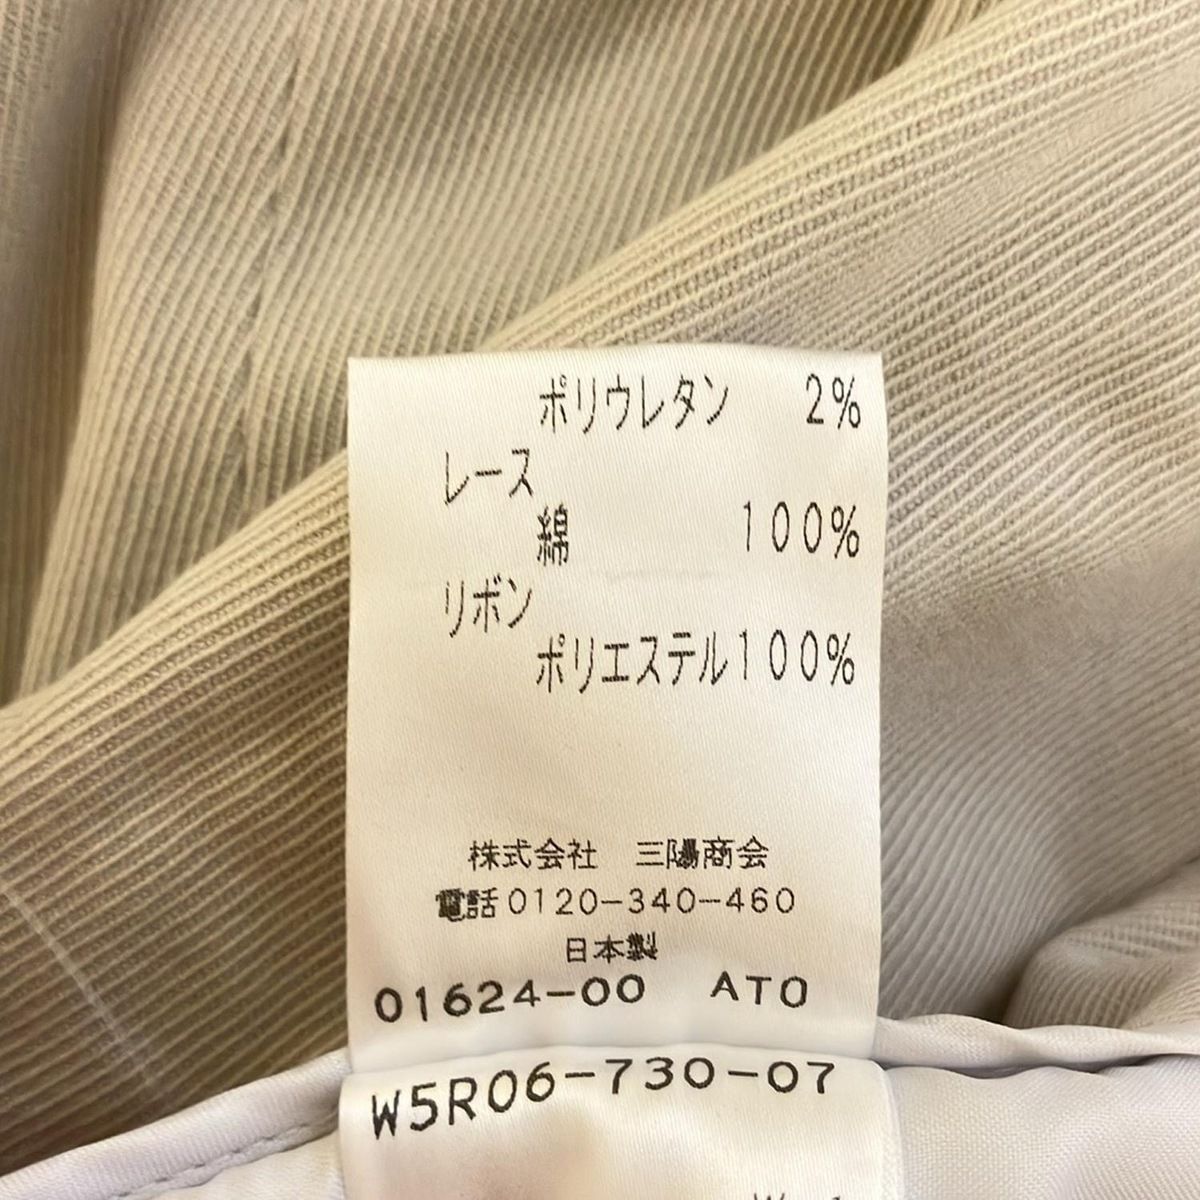 ポリウレタン 2%
レース
綿 100%
リボン
ポリエステル100%
株式会社 三陽商会
電話0120-340-460
日本製
01624-00 ATO
W5R06-730-07